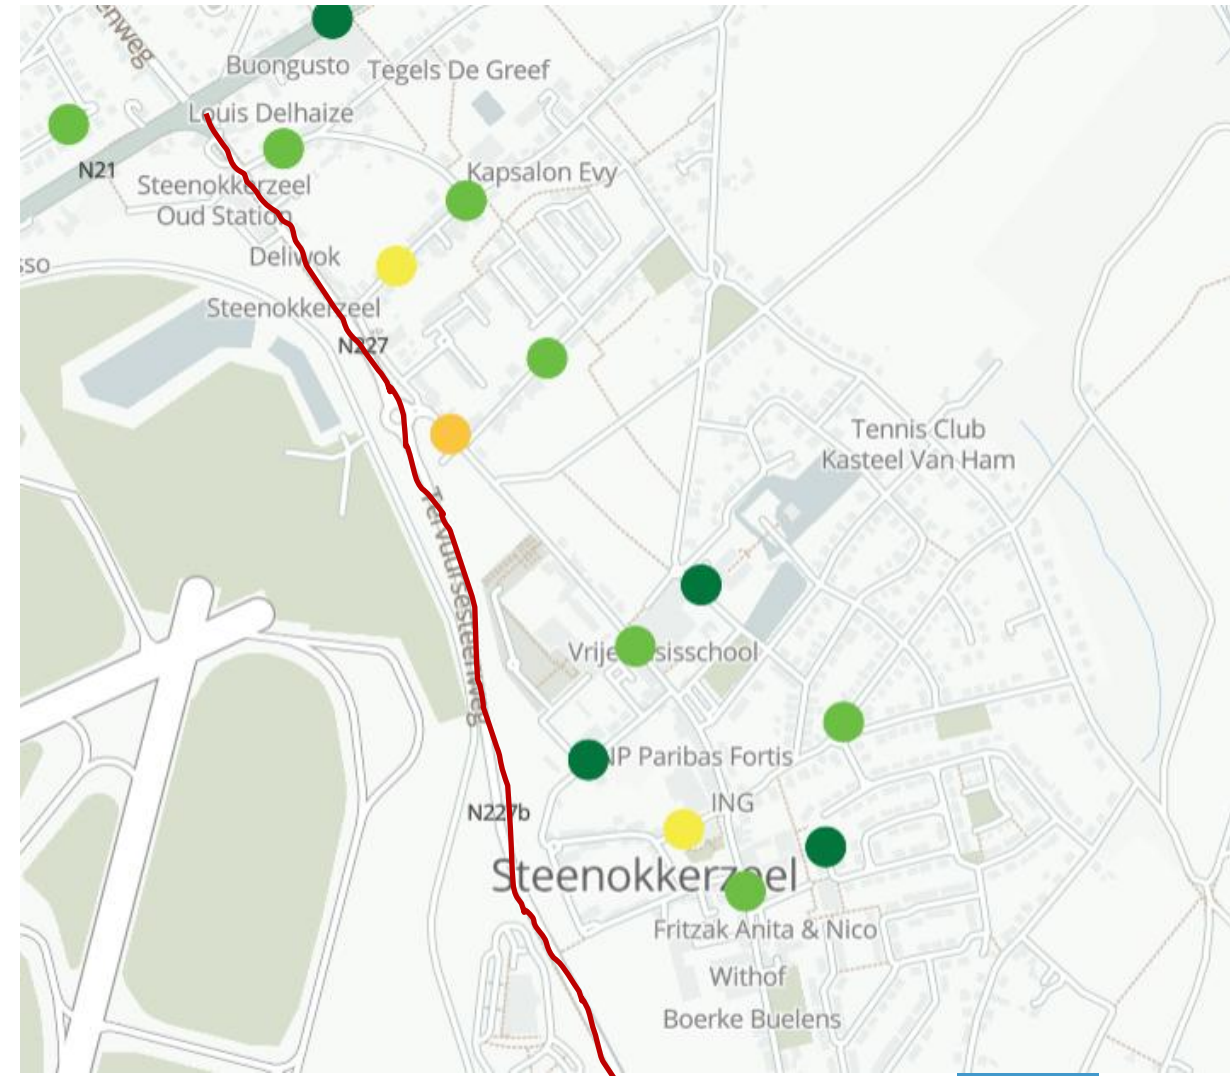 enweg
Buongusto
Tegels De Greef
Louis Delhaize
N21
Kapsalon Evy
Steenokkerzeel
Oud Station
Deliwok
sso
Steenokkerzeel
N227
Tennis Club
Kasteel Van Ham
Tervuursesteenweg
Vrije sisschool
NP Paribas Fortis
ING
N227b
Steenokkerzeel
Fritzak Anita & Nico
Withof
Boerke Buelens